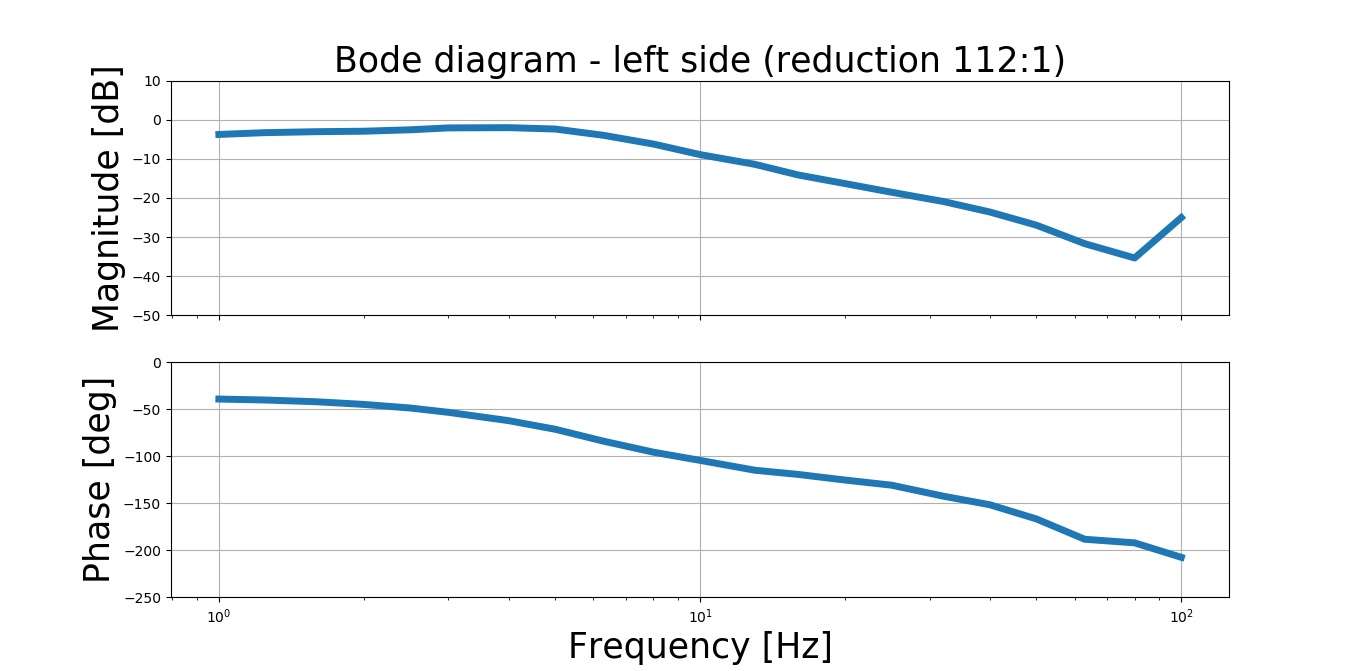 Bode diagram - left side (reduction 112:1)
Magnitude [dB]
10
0
−10
−20
−30
−40
−50
Phase [deg]
0
−50
−100
−150
−200
−250
10⁰ 10¹ 10²
Frequency [Hz]